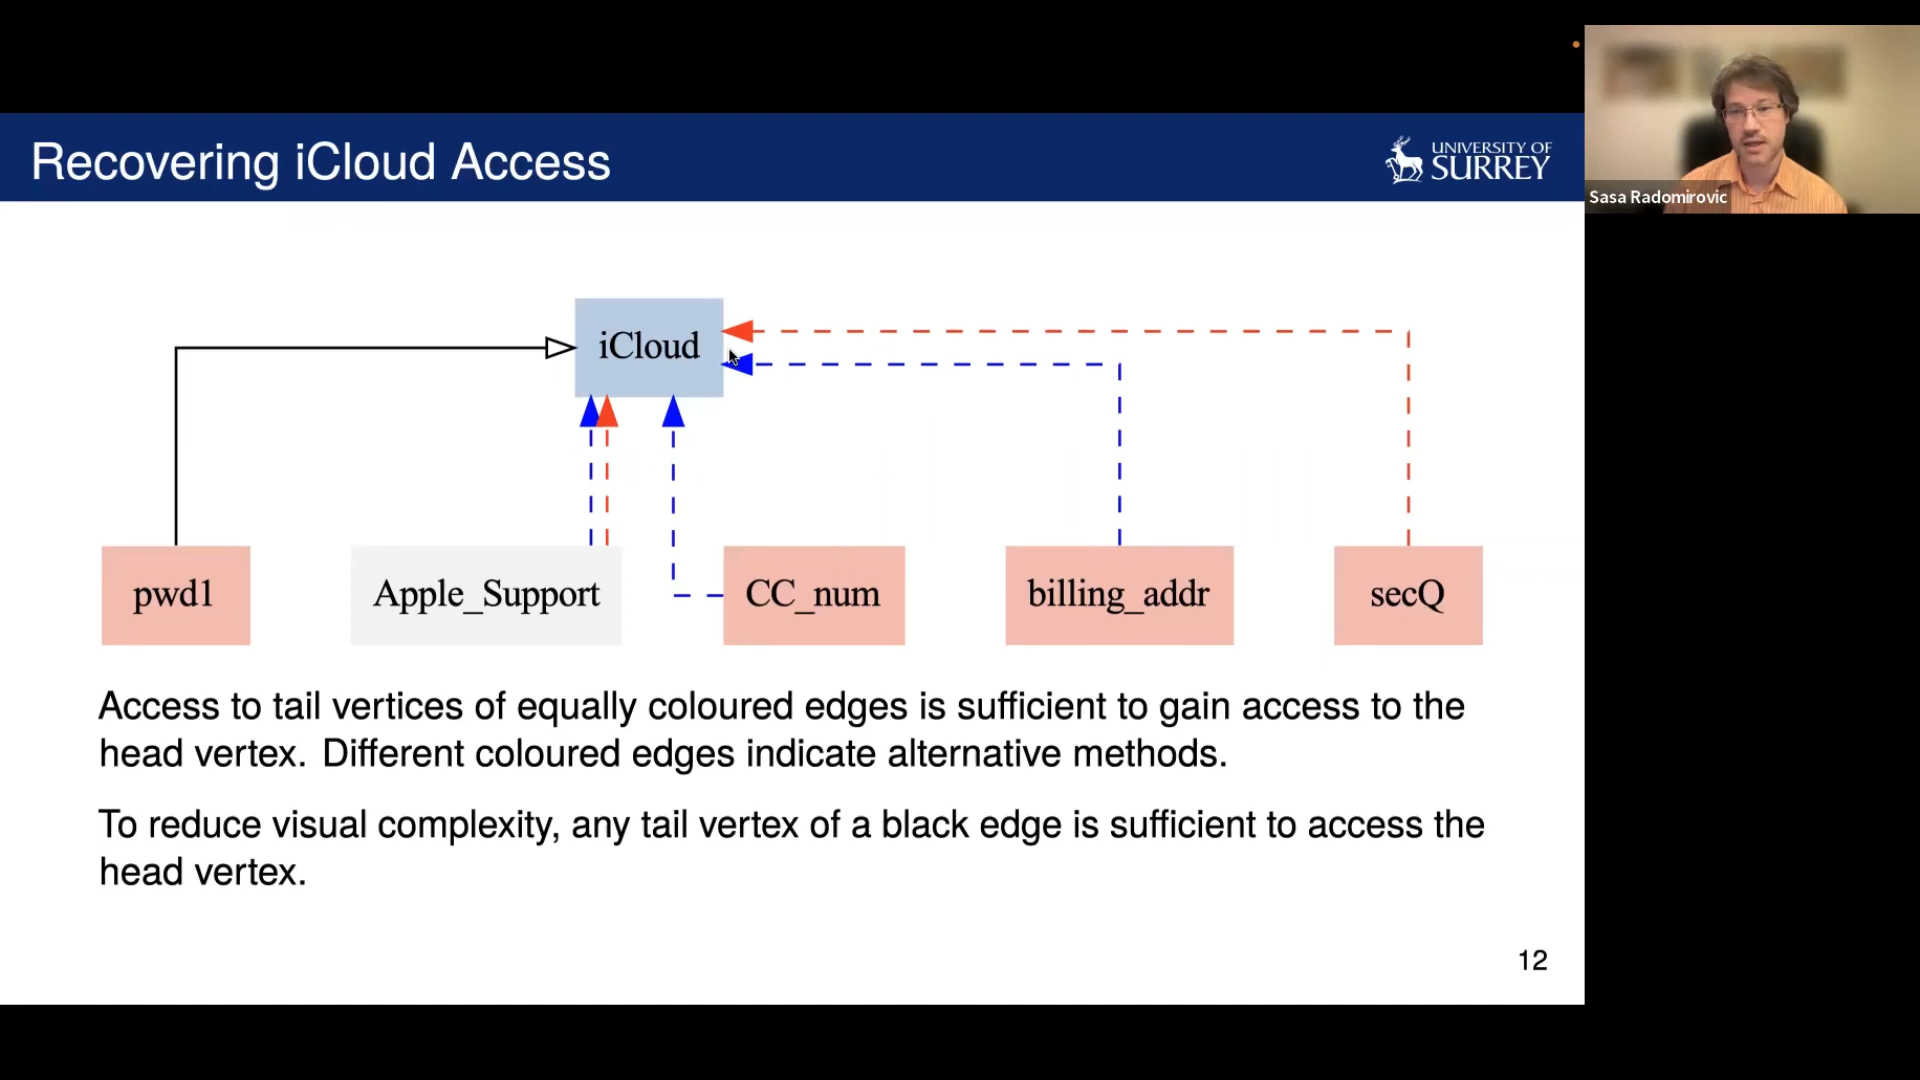 Recovering iCloud Access
UNIVERSITY OF
SURREY
Sasa Radomirovic
iCloud
pwd1
Apple_Support
CC_num
billing_addr
secQ
Access to tail vertices of equally coloured edges is sufficient to gain access to the
head vertex. Different coloured edges indicate alternative methods.
To reduce visual complexity, any tail vertex of a black edge is sufficient to access the
head vertex.
12